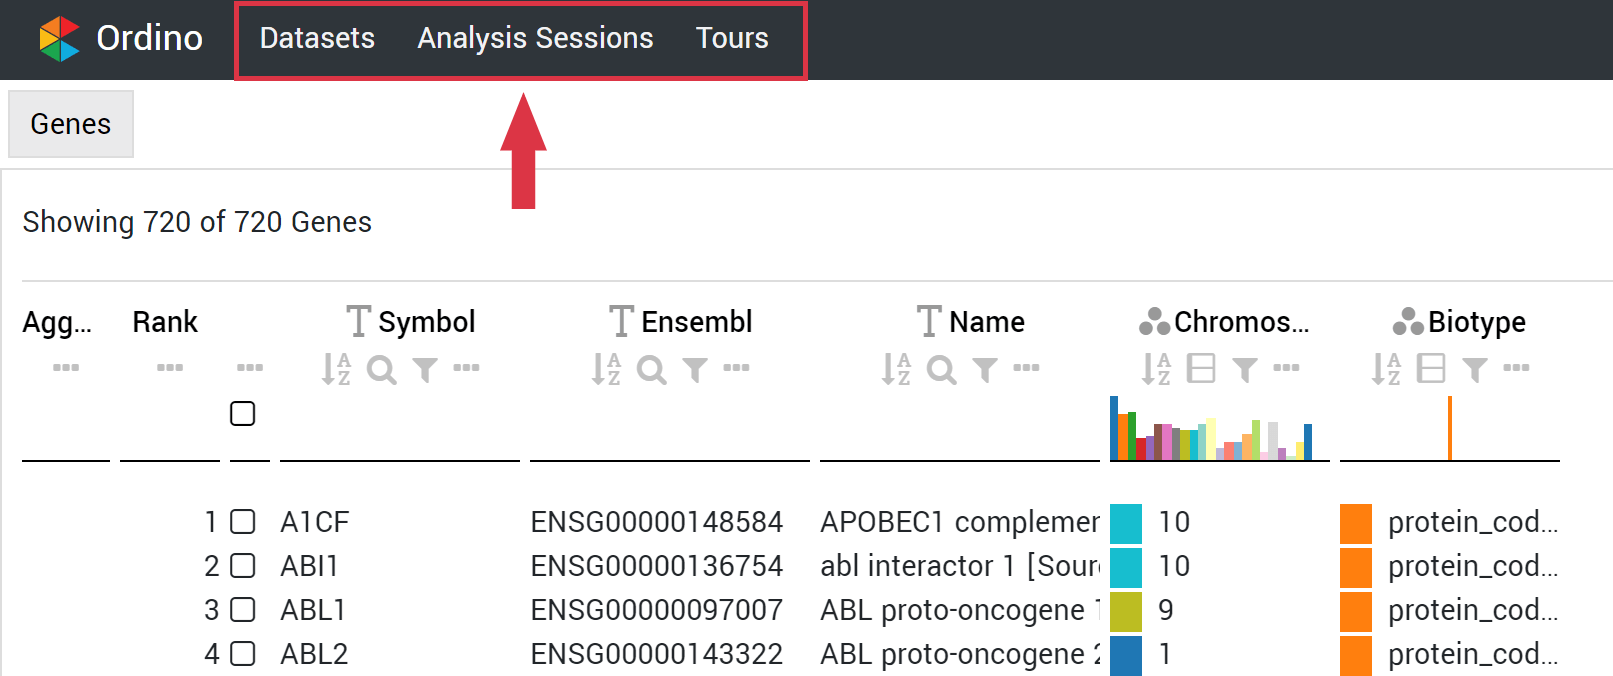 Ordino Datasets Analysis Sessions Tours
Genes
Showing 720 of 720 Genes
Agg... Rank Symbol Ensembl Name Chromos... Biotype
1 A1CF ENSG00000148584 APOBEC1 complemen 10 protein_cod...
2 ABI1 ENSG00000136754 abl interactor 1 [Sour 10 protein_cod...
3 ABL1 ENSG00000097007 ABL proto-oncogene 1 9 protein_cod...
4 ABL2 ENSG00000143322 ABL proto-oncogene 2 1 protein_cod...